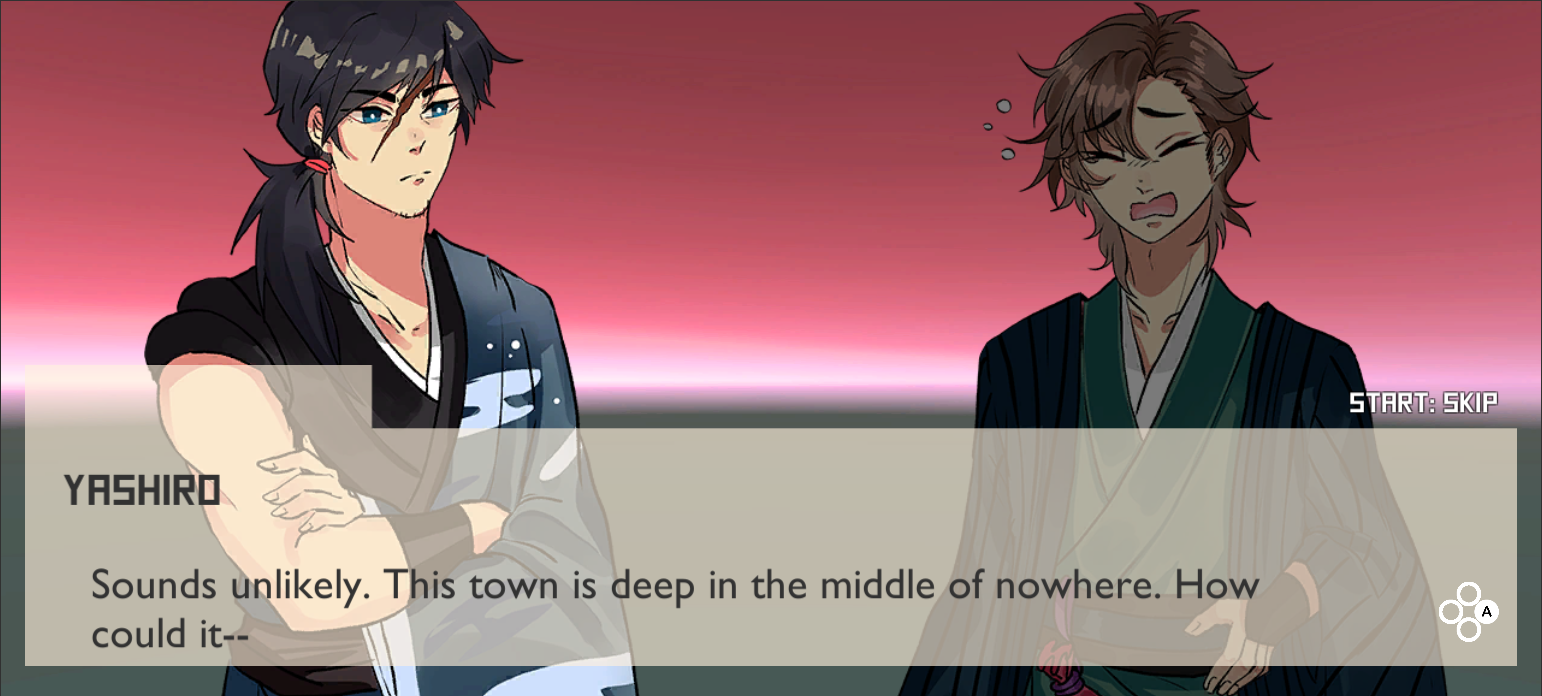 START: SKIP
YASHIRO
Sounds unlikely. This town is deep in the middle of nowhere. How
could it--
A